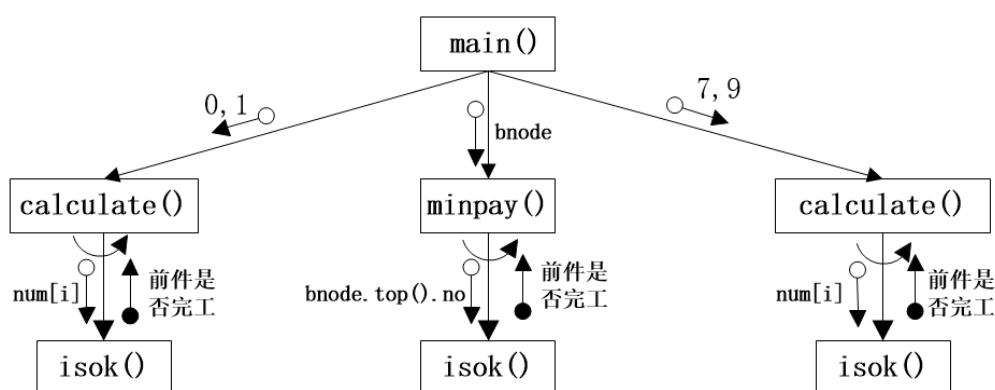 main()
0,1
bnode
7,9
calculate()
minpay()
calculate()
num[i]
前件是
否完工
bnode.top().no
前件是
否完工
num[i]
前件是
否完工
isok()
isok()
isok()